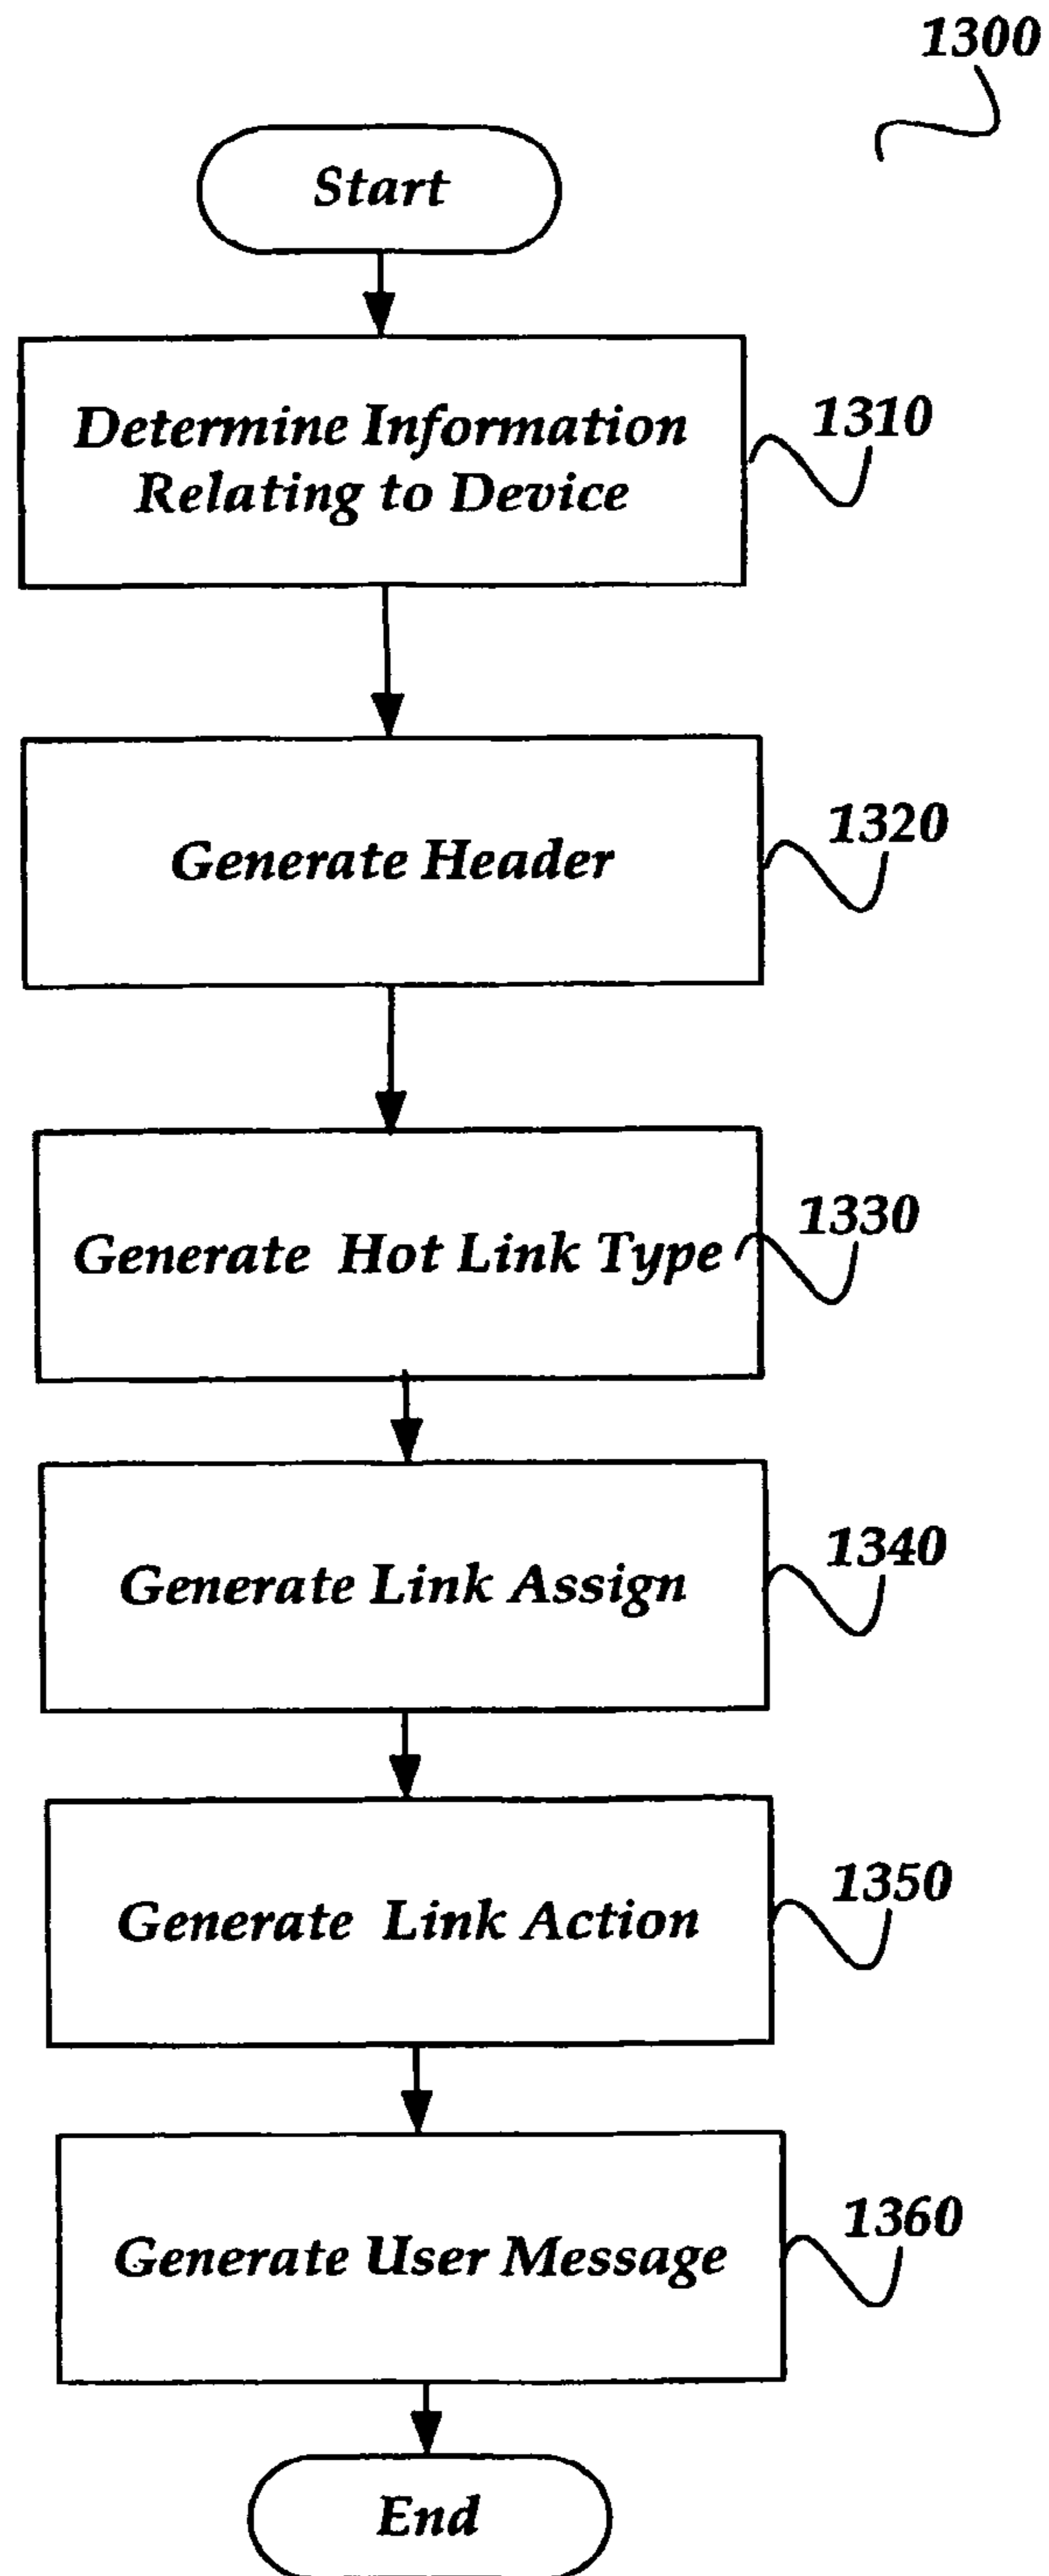 1300
Start
Determine Information
Relating to Device
1310
Generate Header
1320
Generate Hot Link Type
1330
Generate Link Assign
1340
Generate Link Action
1350
Generate User Message
1360
End